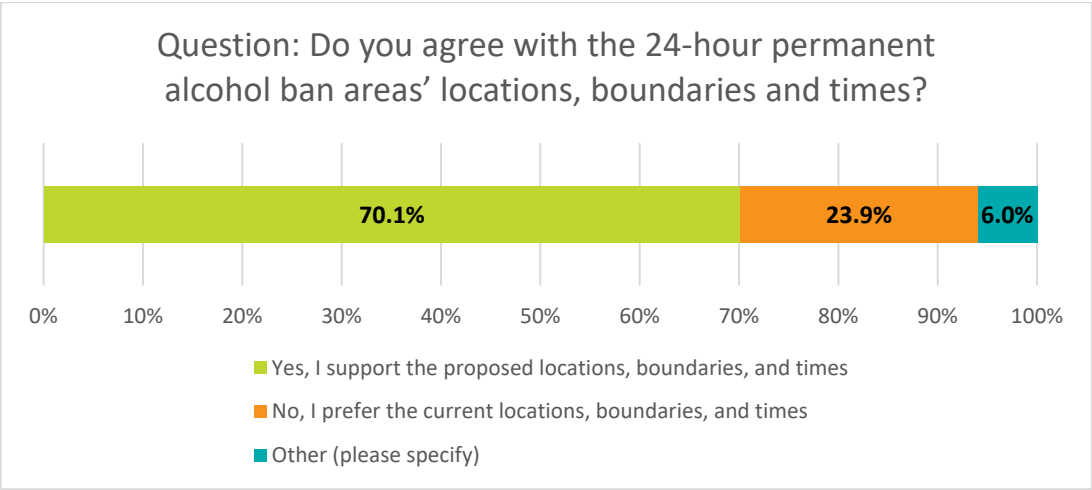 Question: Do you agree with the 24-hour permanent
alcohol ban areas’ locations, boundaries and times?
70.1% 23.9% 6.0%
0% 10% 20% 30% 40% 50% 60% 70% 80% 90% 100%
Yes, I support the proposed locations, boundaries, and times
No, I prefer the current locations, boundaries, and times
Other (please specify)